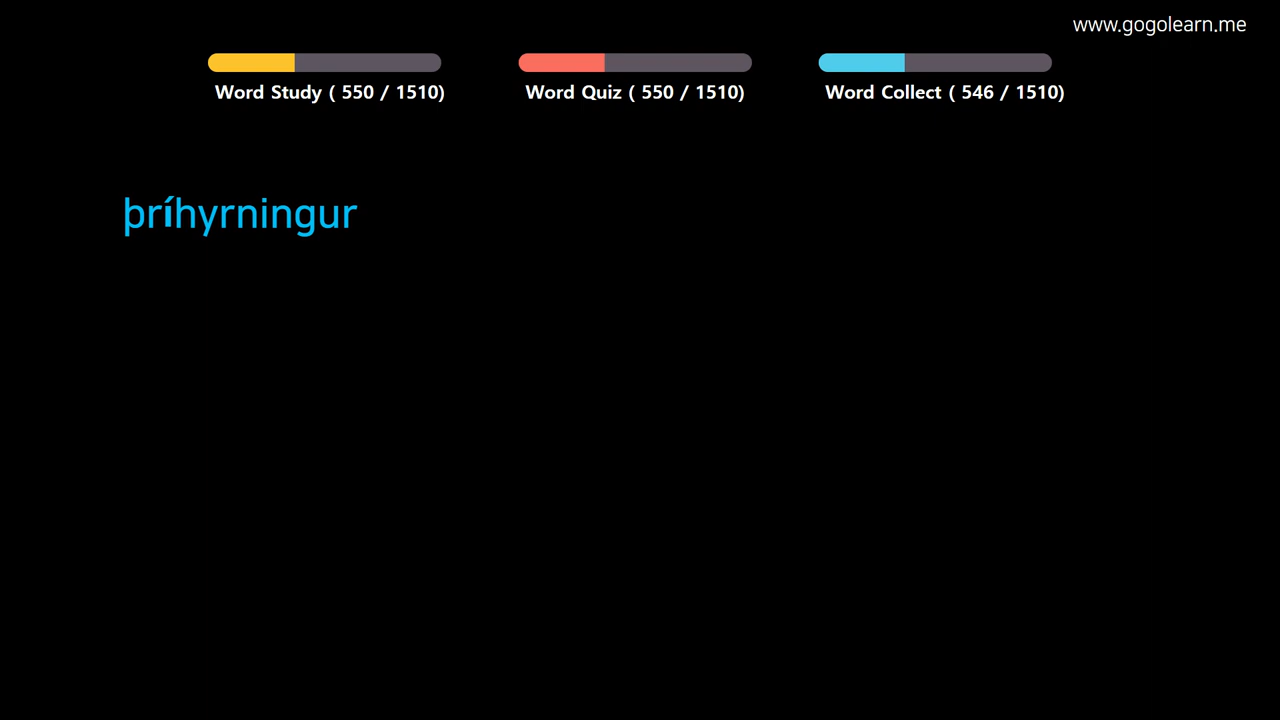 www.gogolearn.me
Word Study ( 550 / 1510)
Word Quiz ( 550 / 1510)
Word Collect ( 546 / 1510)
þríhyrningur